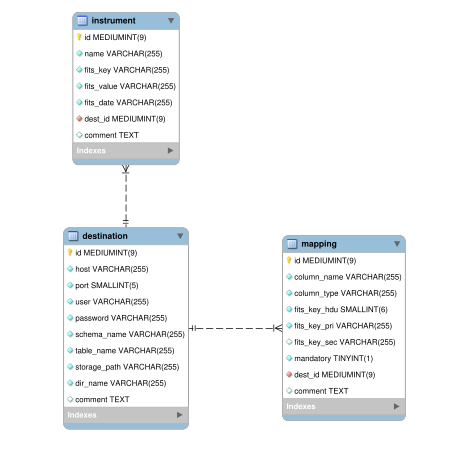 instrument
id MEDIUMINT(9)
name VARCHAR(255)
fits_key VARCHAR(255)
fits_value VARCHAR(255)
fits_date VARCHAR(255)
dest_id MEDIUMINT(9)
comment TEXT
Indexes
destination
id MEDIUMINT(9)
host VARCHAR(255)
port SMALLINT(5)
user VARCHAR(255)
password VARCHAR(255)
schema_name VARCHAR(255)
table_name VARCHAR(255)
storage_path VARCHAR(255)
dir_name VARCHAR(255)
comment TEXT
Indexes
mapping
id MEDIUMINT(9)
column_name VARCHAR(255)
column_type VARCHAR(255)
fits_key_hdu SMALLINT(6)
fits_key_pri VARCHAR(255)
fits_key_sec VARCHAR(255)
mandatory TINYINT(1)
dest_id MEDIUMINT(9)
comment TEXT
Indexes